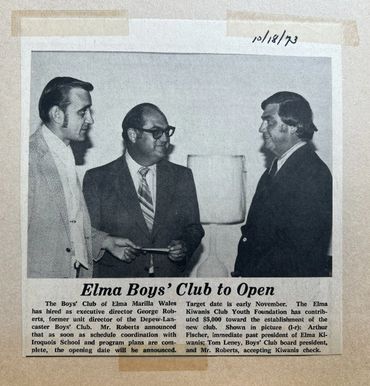 10/18/73
Elma Boys' Club to Open
The Boys' Club of Elma Marilla Wales
has hired as executive director George Rob-
erts, former unit director of the Depew-Lan-
caster Boys' Club. Mr. Roberts announced
that as soon as schedule coordination with
Iroquois School and program plans are com-
plete, the opening date will be announced.
Target date is early November. The Elma
Kiwanis Club Youth Foundation has contrib-
uted $5,000 toward the establishment of the
new club. Shown in picture (l-r): Arthur
Fischer, immediate past president of Elma Ki-
wanis; Tom Leney, Boys' Club board president,
and Mr. Roberts, accepting Kiwanis check.